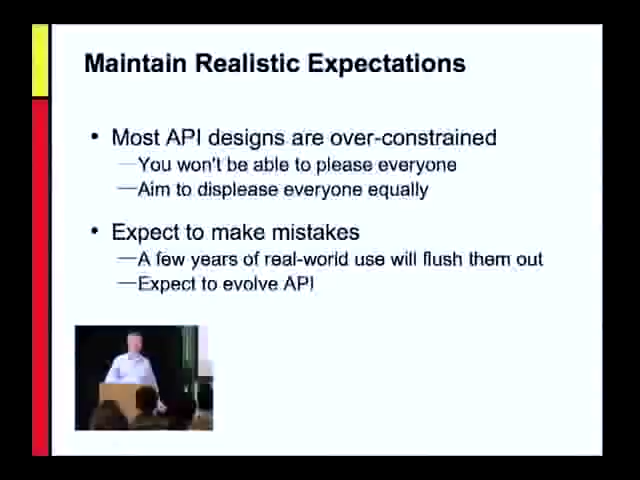 Maintain Realistic Expectations
• Most API designs are over-constrained
—You won't be able to please everyone
—Aim to displease everyone equally
• Expect to make mistakes
—A few years of real-world use will flush them out
—Expect to evolve API